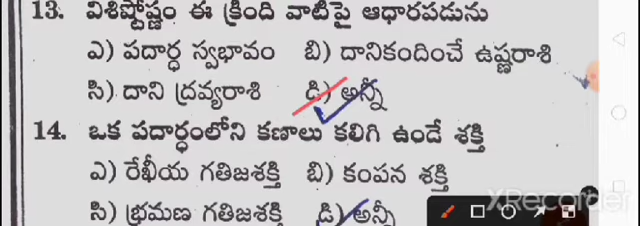 13. విశిష్టోష్ణం ఈ క్రింది వాటిపై ఆధారపడును
ఎ) పదార్ధ స్వభావం బి) దానికందించే ఉష్ణరాశి
సి) దాని ద్రవ్యరాశి డి) అన్నీ
14. ఒక పదార్ధంలోని కణాలు కలిగి ఉండే శక్తి
ఎ) రేఖీయ గతిజశక్తి బి) కంపన శక్తి
సి) భ్రమణ గతిజశక్తి డి) అన్నీ
XRecorder